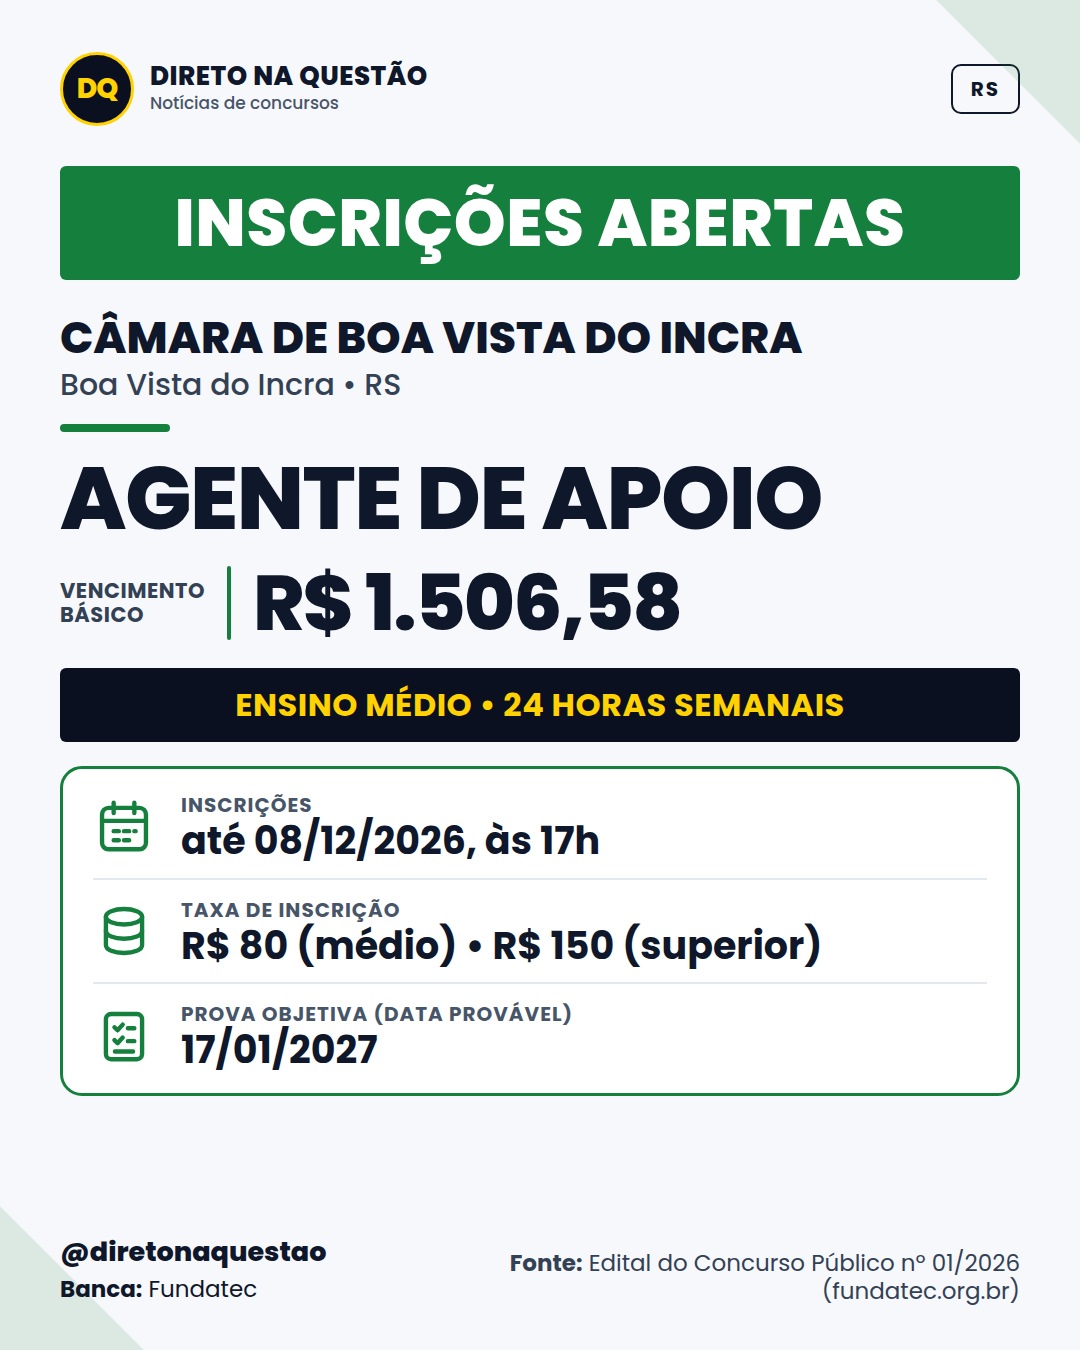 DQ
DIRETO NA QUESTÃO
Notícias de concursos
RS
INSCRIÇÕES ABERTAS
CÂMARA DE BOA VISTA DO INCRA
Boa Vista do Incra • RS
AGENTE DE APOIO
VENCIMENTO
BÁSICO
R$ 1.506,58
ENSINO MÉDIO • 24 HORAS SEMANAIS
INSCRIÇÕES
até 08/12/2026, às 17h
TAXA DE INSCRIÇÃO
R$ 80 (médio) • R$ 150 (superior)
PROVA OBJETIVA (DATA PROVÁVEL)
17/01/2027
@diretonaquestao
Banca: Fundatec
Fonte: Edital do Concurso Público nº 01/2026
(fundatec.org.br)